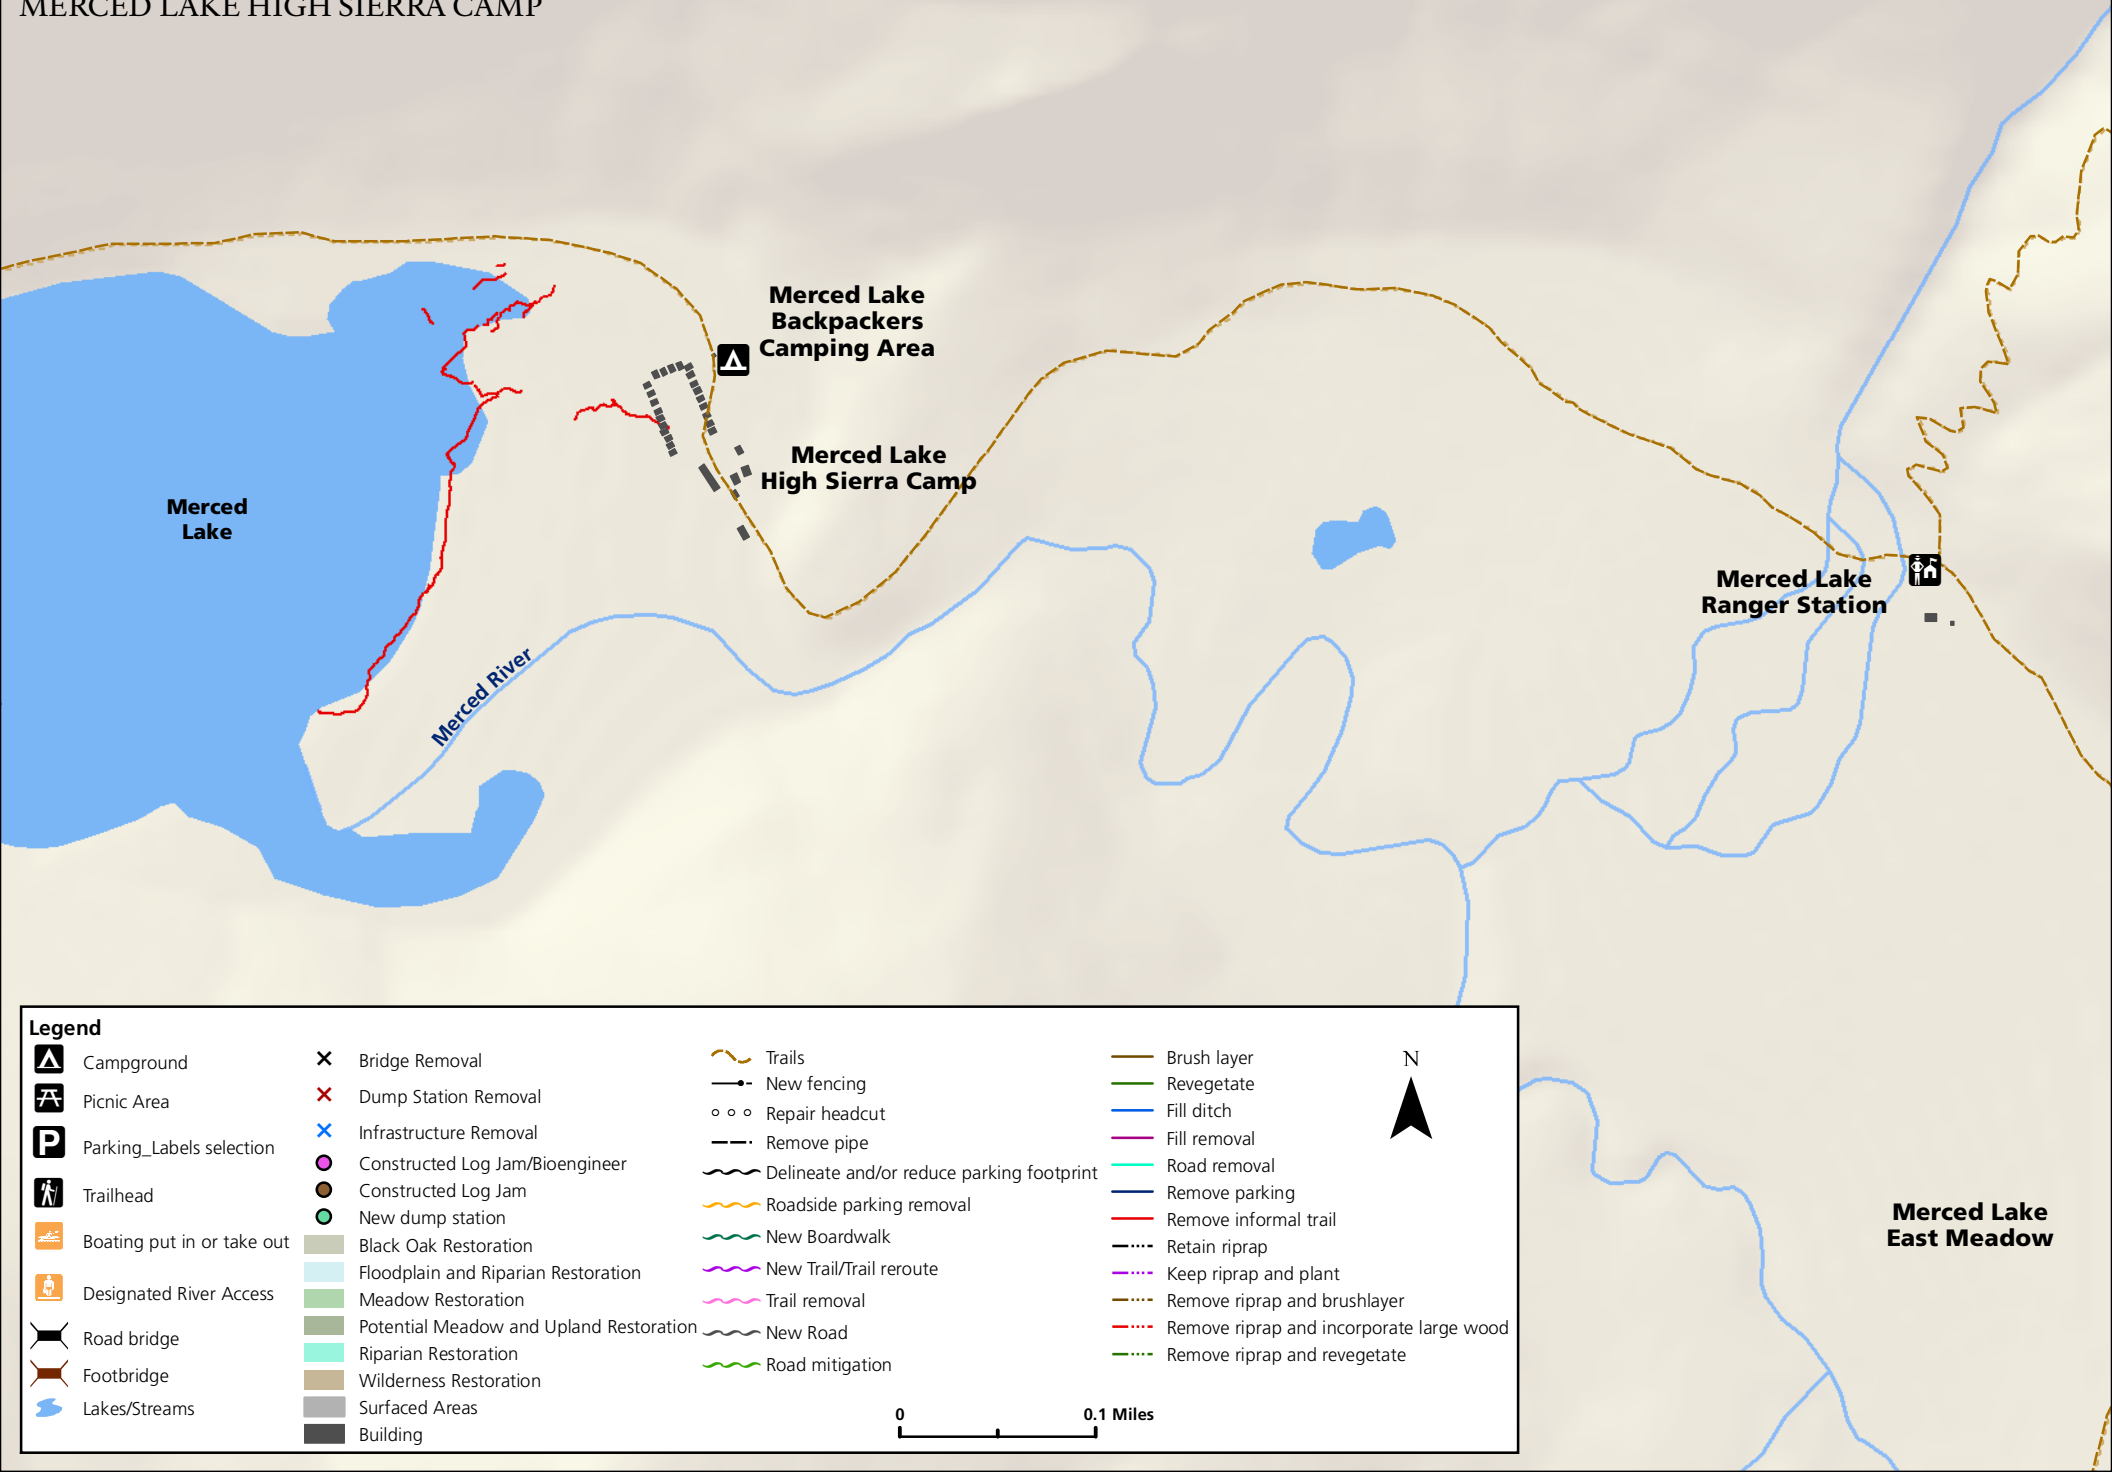 MERCED LAKE HIGH SIERRA CAMP
Merced Lake
Backpackers
Camping Area
Merced Lake
High Sierra Camp
Merced
Lake
Merced River
Merced Lake
Ranger Station
Merced Lake
East Meadow
Legend
Campground
Picnic Area
P
Parking_Labels selection
Trailhead
Boating put in or take out
Designated River Access
Road bridge
Footbridge
Lakes/Streams
Bridge Removal
Dump Station Removal
Infrastructure Removal
Constructed Log Jam/Bioengineer
Constructed Log Jam
New dump station
Black Oak Restoration
Floodplain and Riparian Restoration
Meadow Restoration
Potential Meadow and Upland Restoration
Riparian Restoration
Wilderness Restoration
Surfaced Areas
Building
Trails
New fencing
Repair headcut
Remove pipe
Delineate and/or reduce parking footprint
Roadside parking removal
New Boardwalk
New Trail/Trail reroute
Trail removal
New Road
Road mitigation
Brush layer
Revegetate
Fill ditch
Fill removal
Road removal
Remove parking
Remove informal trail
Retain riprap
Keep riprap and plant
Remove riprap and brushlayer
Remove riprap and incorporate large wood
Remove riprap and revegetate
N
0 0.1 Miles